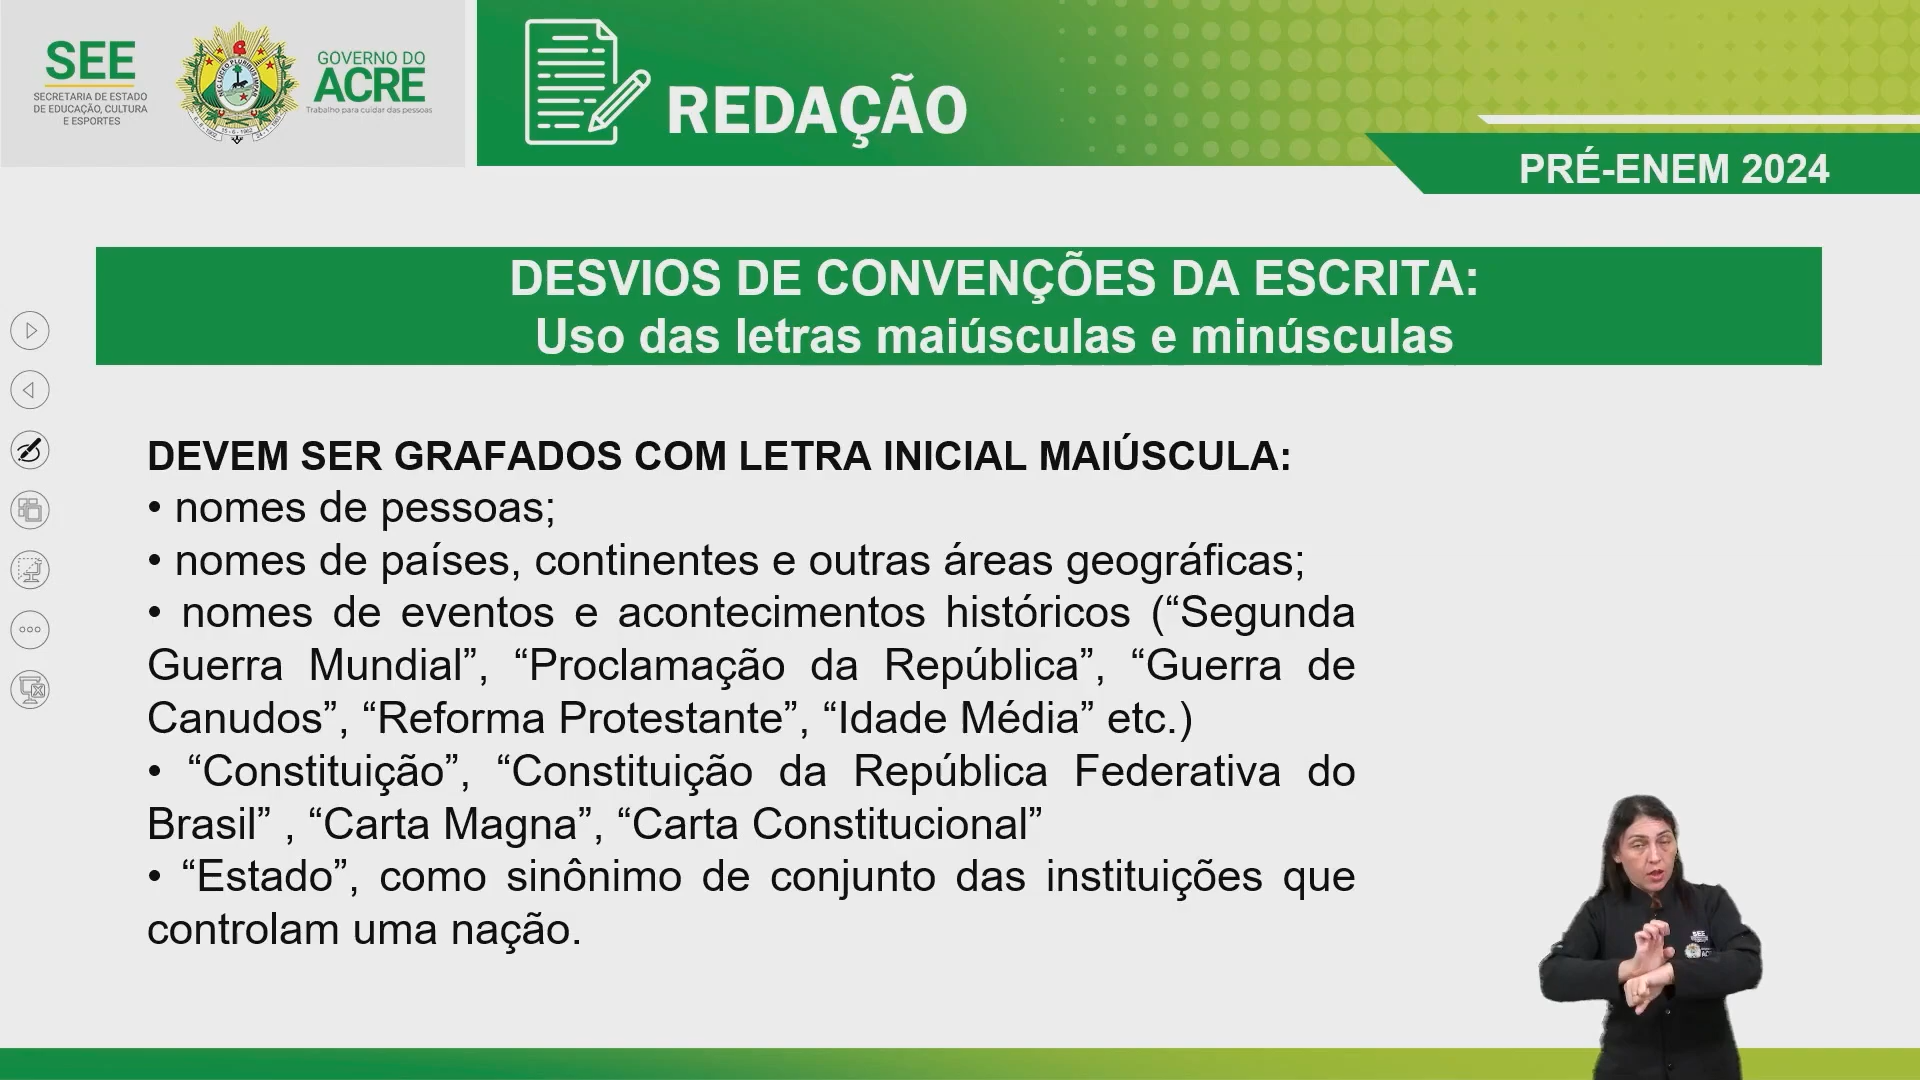 SEE
SECRETARIA DE ESTADO
DE EDUCAÇÃO, CULTURA
E ESPORTES
GOVERNO DO
ACRE
Trabalho para cuidar das pessoas
REDAÇÃO
PRÉ-ENEM 2024
DESVIOS DE CONVENÇÕES DA ESCRITA:
Uso das letras maiúsculas e minúsculas
DEVEM SER GRAFADOS COM LETRA INICIAL MAIÚSCULA:
• nomes de pessoas;
• nomes de países, continentes e outras áreas geográficas;
• nomes de eventos e acontecimentos históricos (“Segunda
Guerra Mundial”, “Proclamação da República”, “Guerra de
Canudos”, “Reforma Protestante”, “Idade Média” etc.)
• “Constituição”, “Constituição da República Federativa do
Brasil” , “Carta Magna”, “Carta Constitucional”
• “Estado”, como sinônimo de conjunto das instituições que
controlam uma nação.
SEE